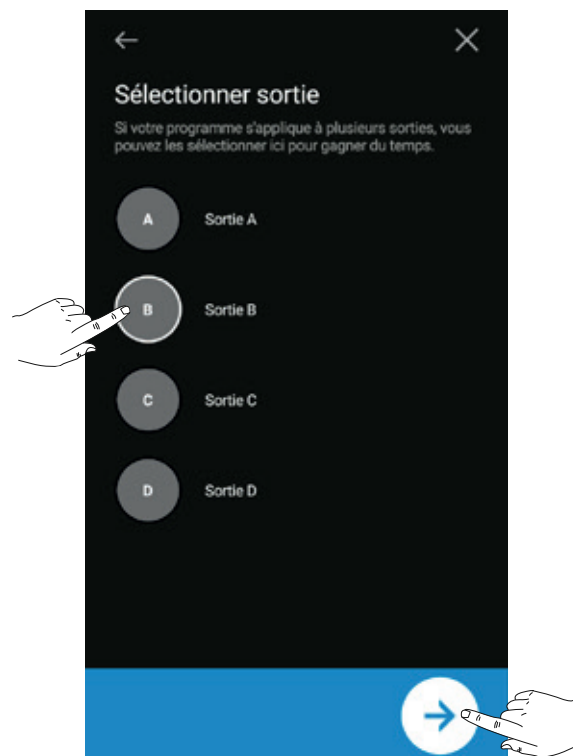 Sélectionner sortie
Si votre programme s'applique à plusieurs sorties, vous
pouvez les sélectionner ici pour gagner du temps.
A Sortie A
B Sortie B
C Sortie C
D Sortie D